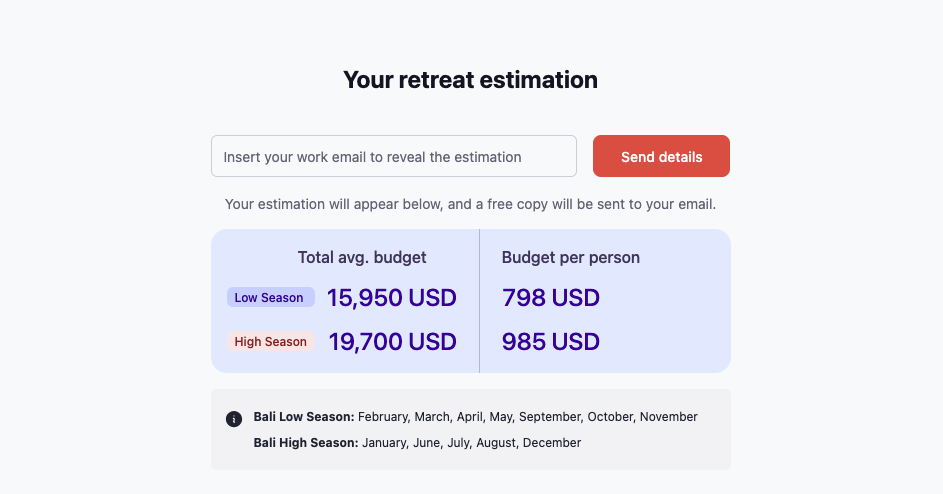 Your retreat estimation
Insert your work email to reveal the estimation
Send details
Your estimation will appear below, and a free copy will be sent to your email.
Total avg. budget
Budget per person
Low Season
15,950 USD
798 USD
High Season
19,700 USD
985 USD
Bali Low Season: February, March, April, May, September, October, November
Bali High Season: January, June, July, August, December